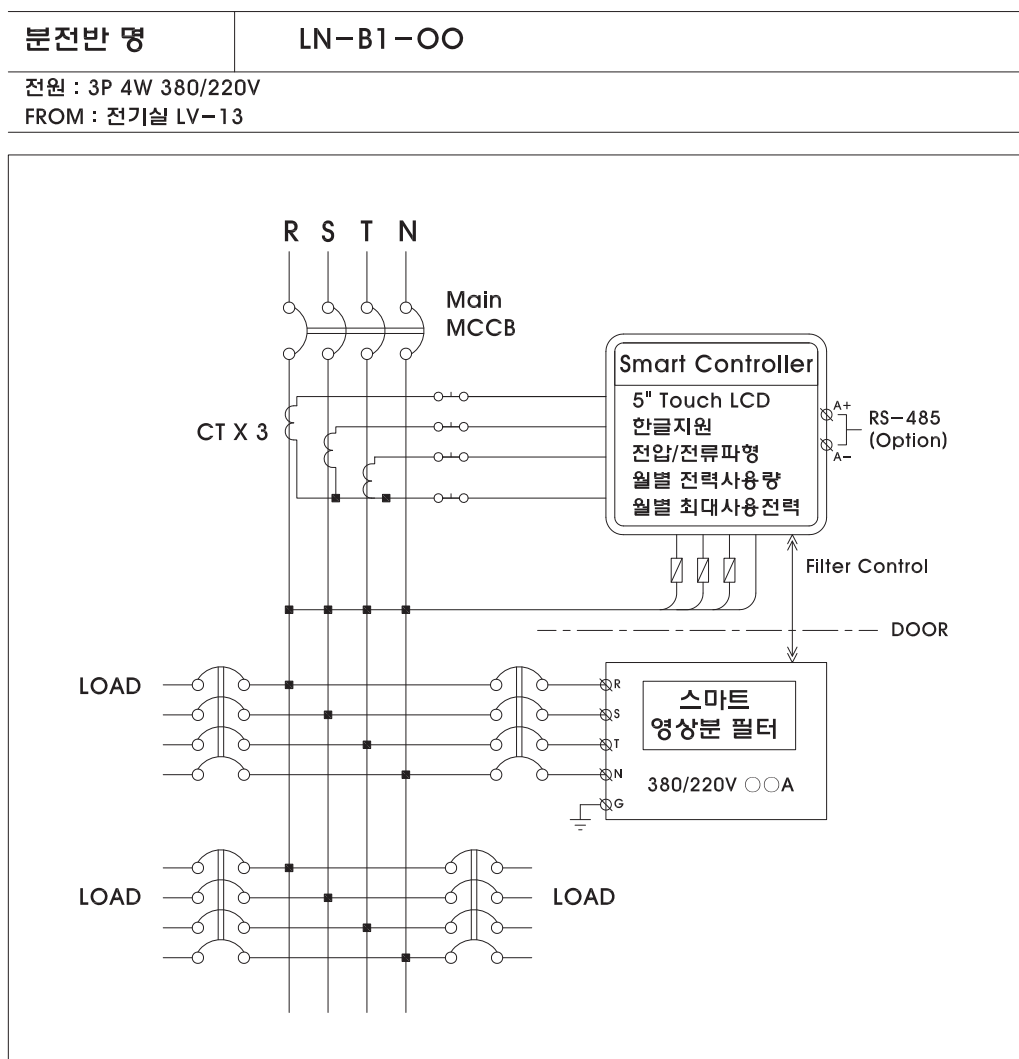 분전반 명
LN-B1-OO
전원 : 3P 4W 380/220V
FROM : 전기실 LV-13
R S T N
Main
MCCB
CT X 3
Smart Controller
5" Touch LCD
한글지원
전압/전류파형
월별 전력사용량
월별 최대사용전력
A+
A-
RS-485
(Option)
Filter Control
DOOR
LOAD
R
S
T
N
G
스마트
영상분 필터
380/220V ○○A
LOAD
LOAD